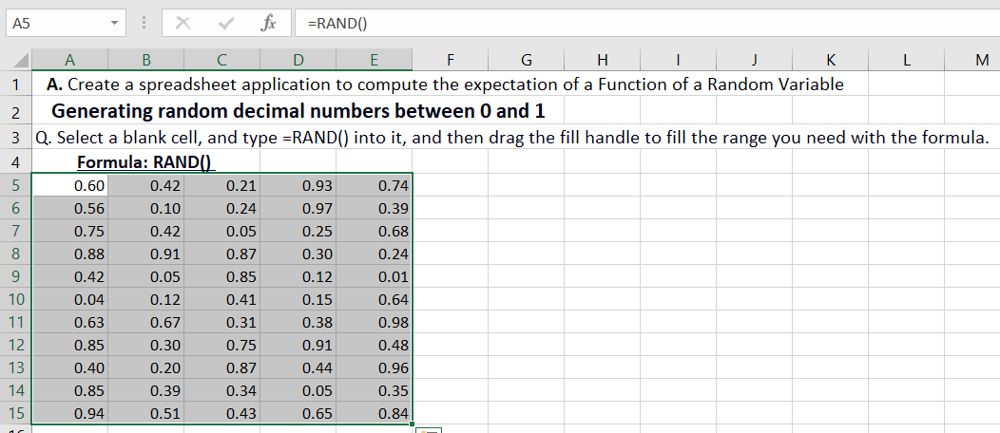 A5 fx =RAND()
A B C D E F G H I J K L M
1 A. Create a spreadsheet application to compute the expectation of a Function of a Random Variable
2 Generating random decimal numbers between 0 and 1
3 Q. Select a blank cell, and type =RAND() into it, and then drag the fill handle to fill the range you need with the formula.
4 Formula: RAND()
5 0.60 0.42 0.21 0.93 0.74
6 0.56 0.10 0.24 0.97 0.39
7 0.75 0.42 0.05 0.25 0.68
8 0.88 0.91 0.87 0.30 0.24
9 0.42 0.05 0.85 0.12 0.01
10 0.04 0.12 0.41 0.15 0.64
11 0.63 0.67 0.31 0.38 0.98
12 0.85 0.30 0.75 0.91 0.48
13 0.40 0.20 0.87 0.44 0.96
14 0.85 0.39 0.34 0.05 0.35
15 0.94 0.51 0.43 0.65 0.84